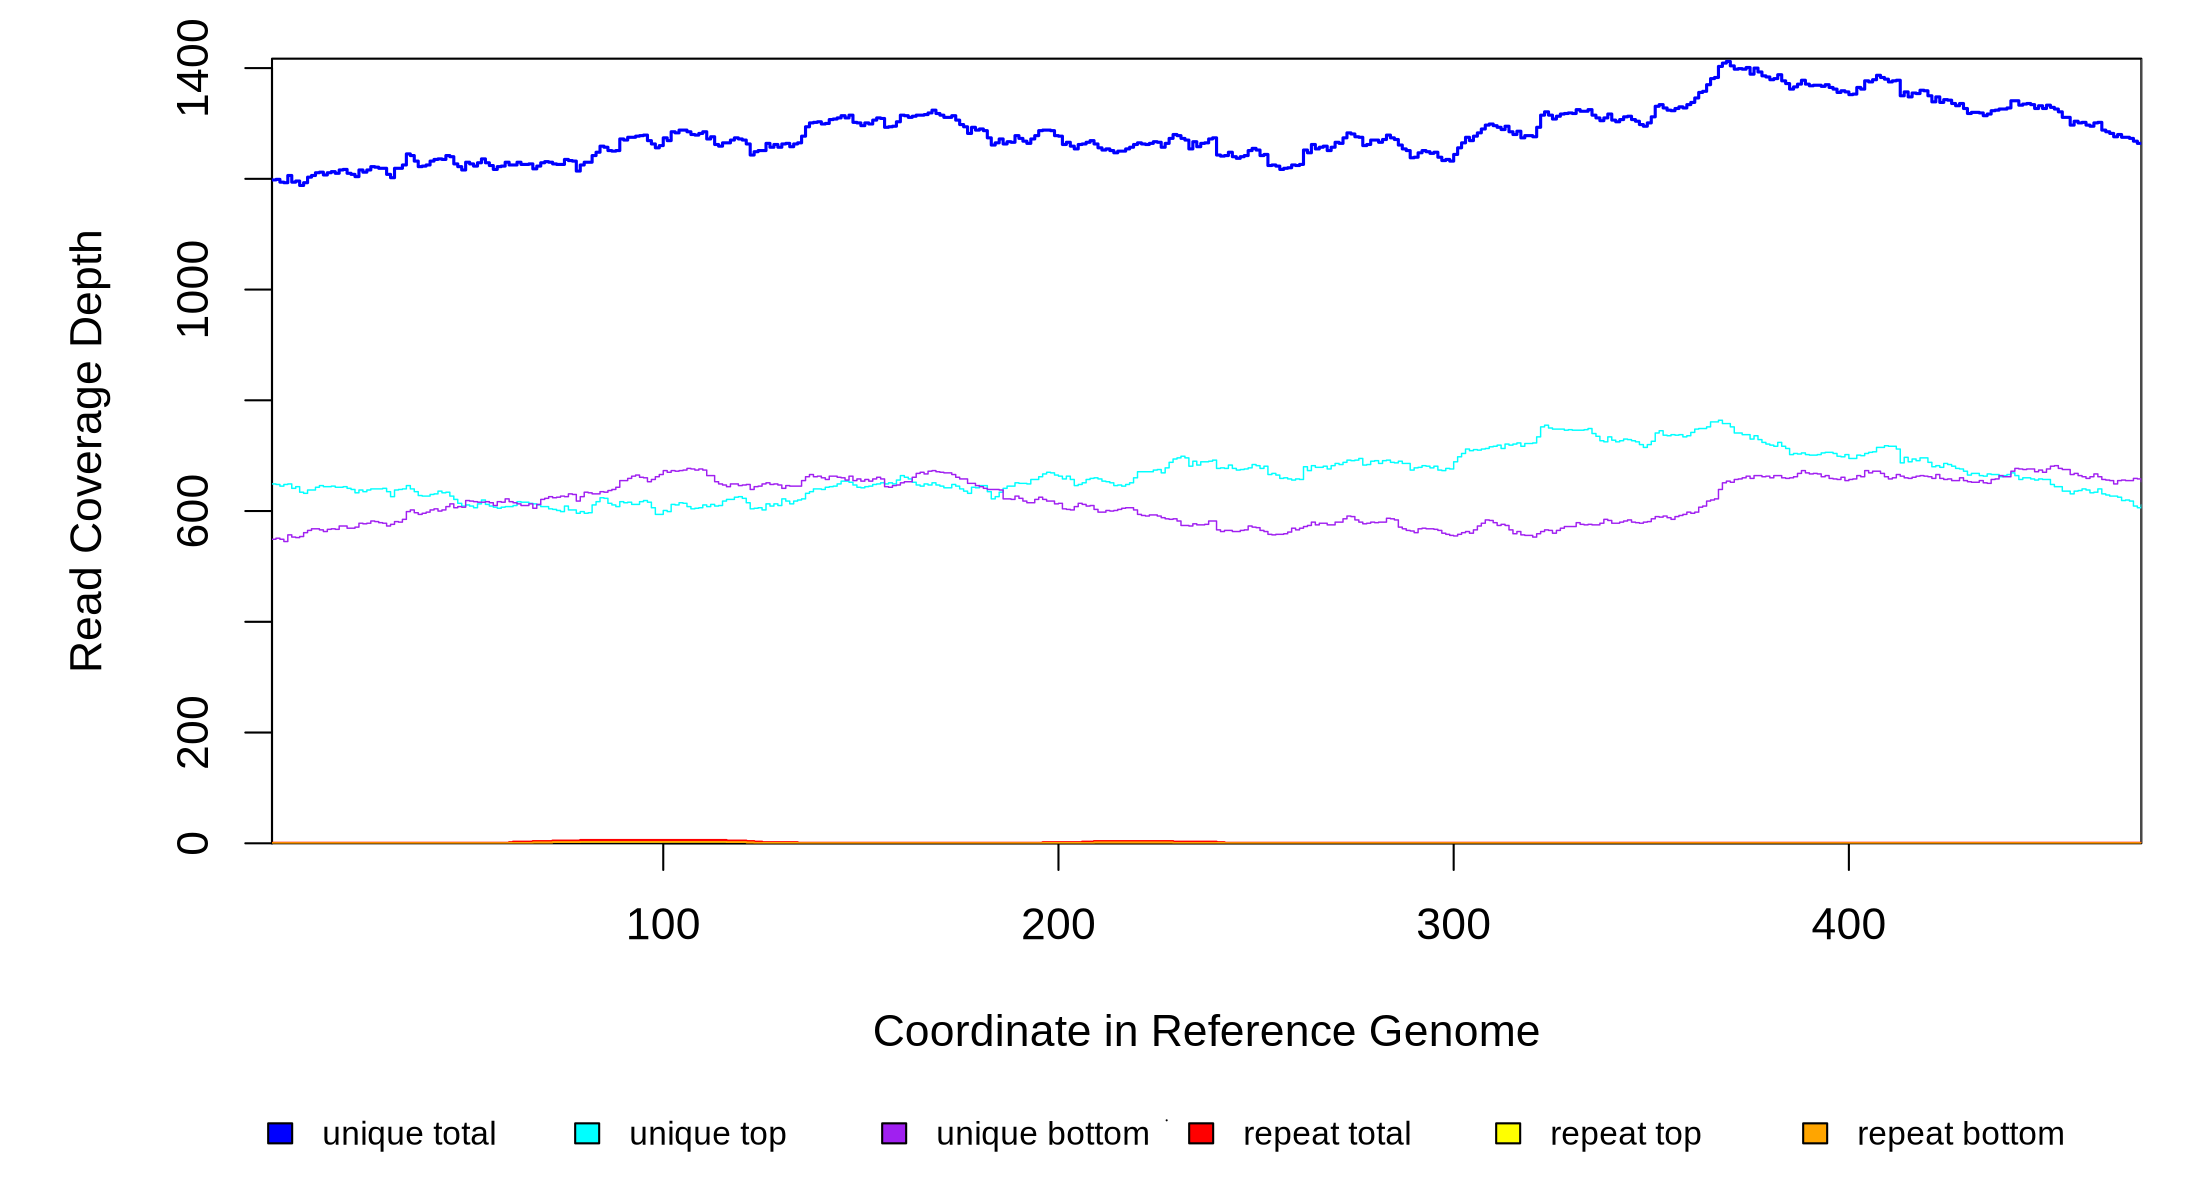 1400
1000
600
200
0
Read Coverage Depth
100 200 300 400
Coordinate in Reference Genome
unique total unique top unique bottom repeat total repeat top repeat bottom